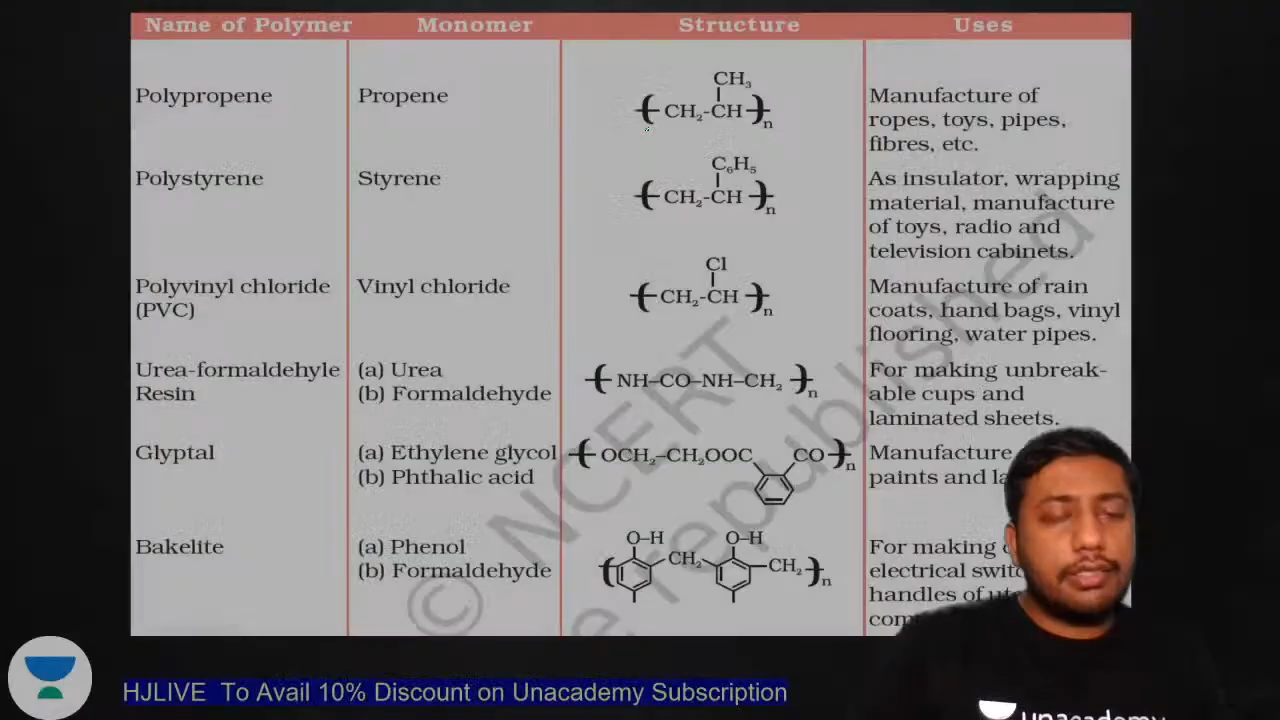 Name of Polymer Monomer Structure Uses
Polypropene Propene CH₃ Manufacture of
CH₂-CH n ropes, toys, pipes,
fibres, etc.
Polystyrene Styrene C₆H₅ As insulator, wrapping
CH₂-CH n material, manufacture
of toys, radio and
television cabinets.
Polyvinyl chloride Vinyl chloride Cl Manufacture of rain
(PVC) CH₂-CH n coats, hand bags, vinyl
flooring, water pipes.
Urea-formaldehyle (a) Urea NH–CO–NH–CH₂ n For making unbreak-
Resin (b) Formaldehyde able cups and
laminated sheets.
Glyptal (a) Ethylene glycol OCH₂–CH₂OOC CO n Manufacture
(b) Phthalic acid paints and
O–H O–H
Bakelite (a) Phenol CH₂ CH₂ n For making
(b) Formaldehyde electrical
handles of
© NCERT
republished
HJLIVE To Avail 10% Discount on Unacademy Subscription
unacademy